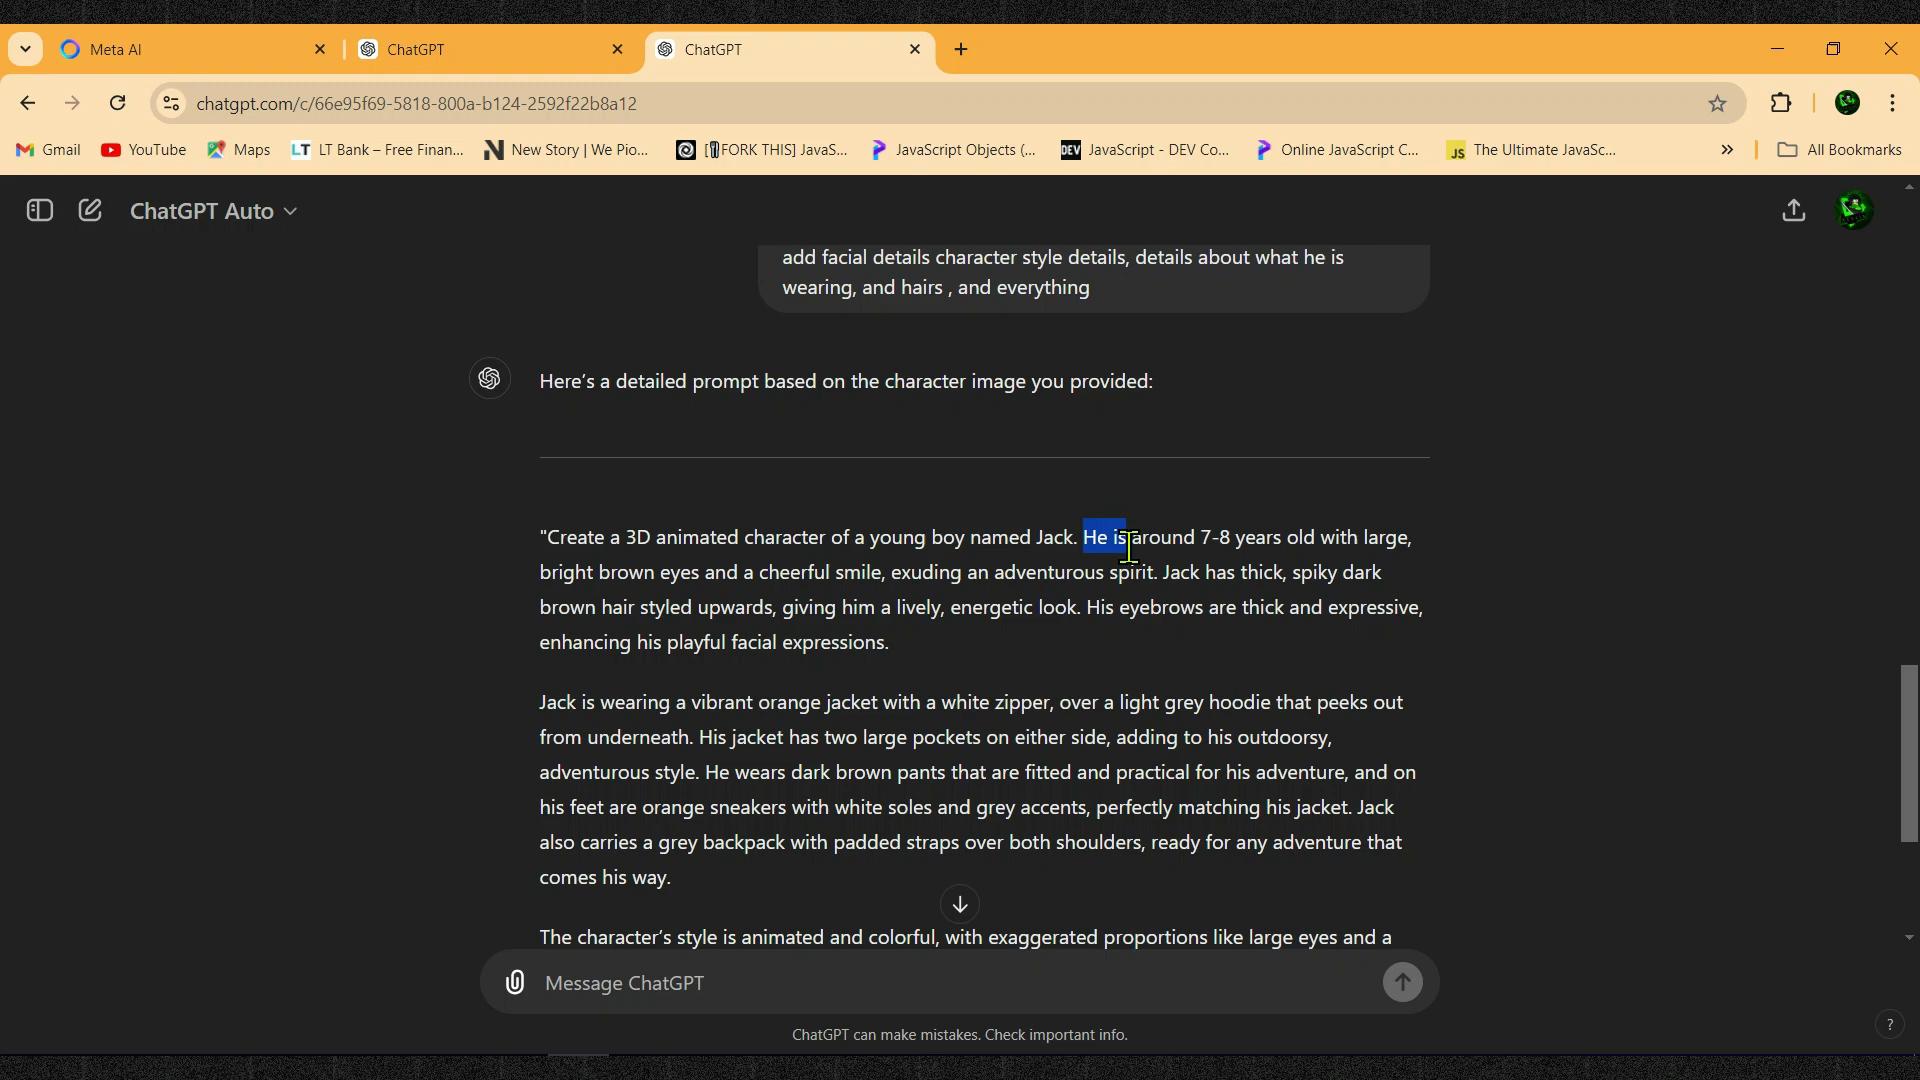 Meta AI
ChatGPT
ChatGPT
chatgpt.com/c/66e95f69-5818-800a-b124-2592f22b8a12
Gmail
YouTube
Maps
LT Bank – Free Finan...
New Story | We Pio...
[🍴FORK THIS] JavaS...
JavaScript Objects (...
DEV
JavaScript - DEV Co...
Online JavaScript C...
JS
The Ultimate JavaSc...
All Bookmarks
ChatGPT Auto
add facial details character style details, details about what he is
wearing, and hairs , and everything
Here's a detailed prompt based on the character image you provided:
"Create a 3D animated character of a young boy named Jack. He is around 7-8 years old with large,
bright brown eyes and a cheerful smile, exuding an adventurous spirit. Jack has thick, spiky dark
brown hair styled upwards, giving him a lively, energetic look. His eyebrows are thick and expressive,
enhancing his playful facial expressions.
Jack is wearing a vibrant orange jacket with a white zipper, over a light grey hoodie that peeks out
from underneath. His jacket has two large pockets on either side, adding to his outdoorsy,
adventurous style. He wears dark brown pants that are fitted and practical for his adventure, and on
his feet are orange sneakers with white soles and grey accents, perfectly matching his jacket. Jack
also carries a grey backpack with padded straps over both shoulders, ready for any adventure that
comes his way.
The character's style is animated and colorful, with exaggerated proportions like large eyes and a
Message ChatGPT
ChatGPT can make mistakes. Check important info.
?